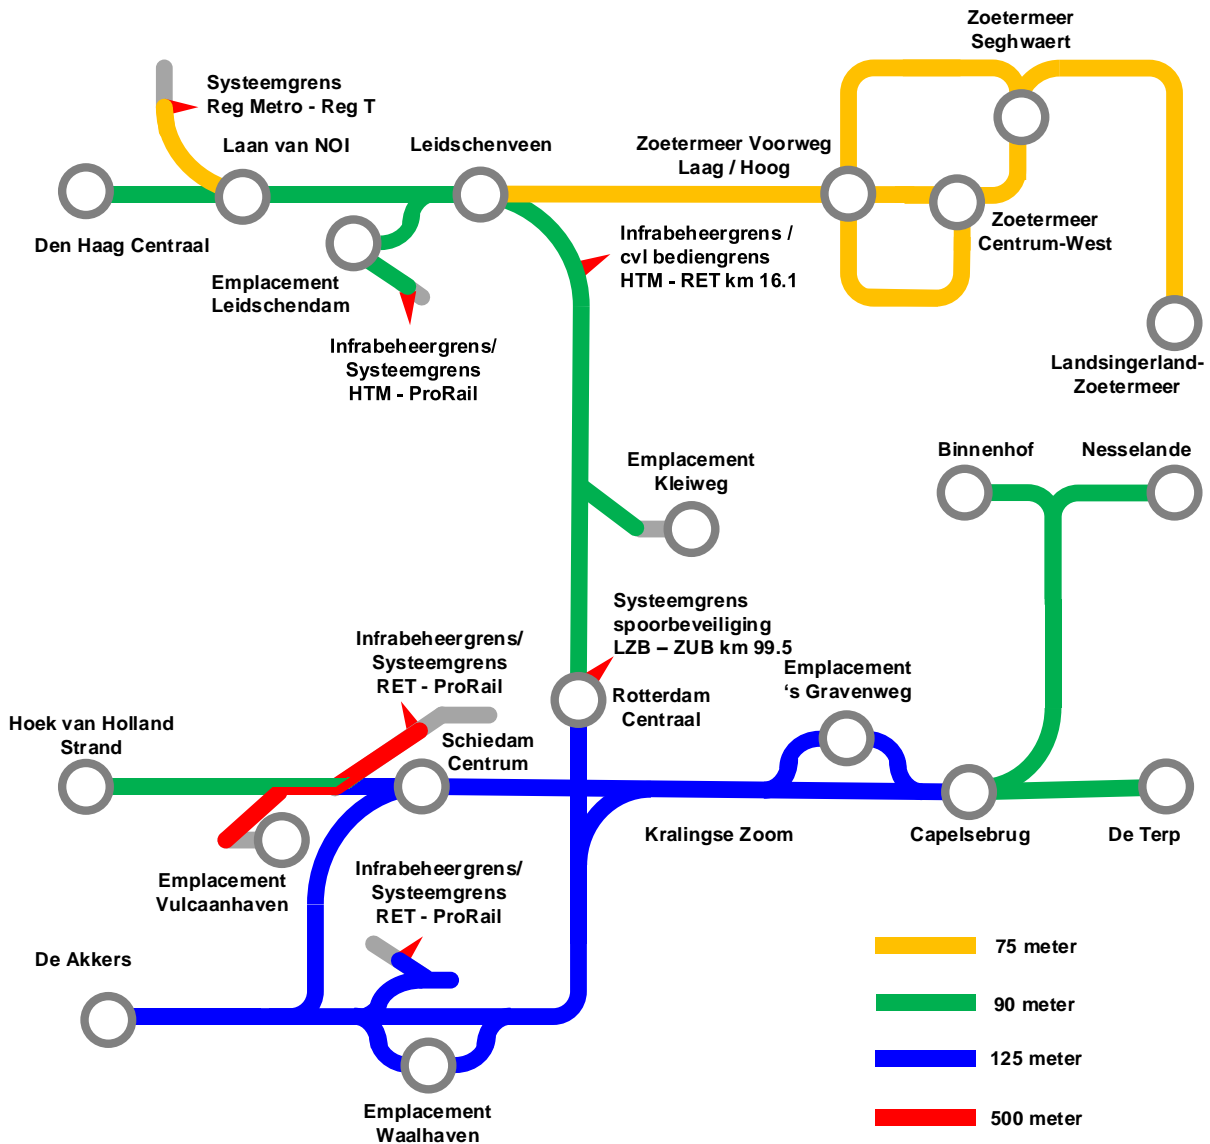 Zoetermeer
Seghwaert
Systeemgrens
Reg Metro - Reg T
Laan van NOI
Leidschenveen
Zoetermeer Voorweg
Laag / Hoog
Den Haag Centraal
Zoetermeer
Centrum-West
Infrabeheergrens /
cvl bediengrens
HTM - RET km 16.1
Emplacement
Leidschendam
Infrabeheergrens/
Systeemgrens
HTM - ProRail
Landsingerland-
Zoetermeer
Binnenhof
Nesselande
Emplacement
Kleiweg
Systeemgrens
spoorbeveiliging
LZB – ZUB km 99.5
Infrabeheergrens/
Systeemgrens
RET - ProRail
Emplacement
‘s Gravenweg
Rotterdam
Centraal
Hoek van Holland
Strand
Schiedam
Centrum
Kralingse Zoom
Capelsebrug
De Terp
Emplacement
Vulcaanhaven
Infrabeheergrens/
Systeemgrens
RET - ProRail
De Akkers
75 meter
90 meter
125 meter
500 meter
Emplacement
Waalhaven